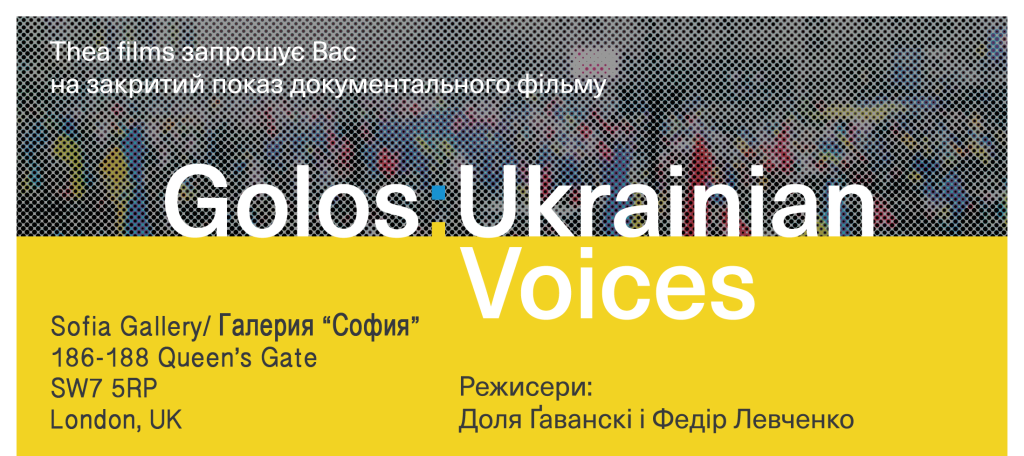 Thea films запрошує Вас
на закритий показ документального фільму
Golos:Ukrainian
Voices
Sofia Gallery/ Галерия “София”
186-188 Queen’s Gate
SW7 5RP
London, UK
Режисери:
Доля Ґаванскі і Федір Левченко